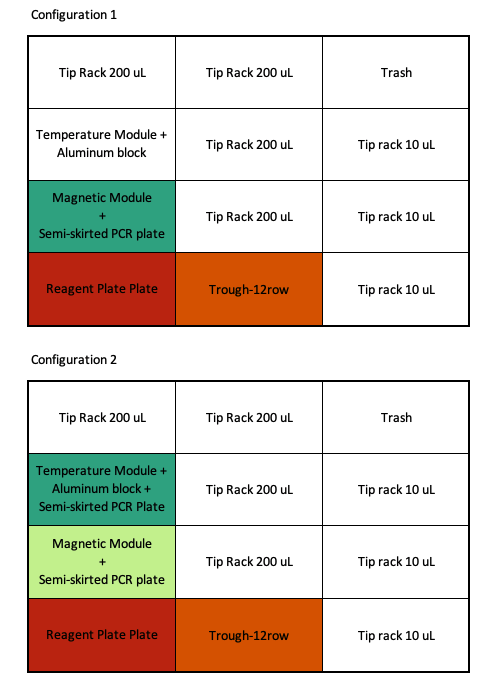 Configuration 1
Tip Rack 200 uL
Tip Rack 200 uL
Trash
Temperature Module +
Aluminum block
Tip Rack 200 uL
Tip rack 10 uL
Magnetic Module
+
Semi-skirted PCR plate
Tip Rack 200 uL
Tip rack 10 uL
Reagent Plate Plate
Trough-12row
Tip rack 10 uL
Configuration 2
Tip Rack 200 uL
Tip Rack 200 uL
Trash
Temperature Module +
Aluminum block +
Semi-skirted PCR Plate
Tip Rack 200 uL
Tip rack 10 uL
Magnetic Module
+
Semi-skirted PCR plate
Tip Rack 200 uL
Tip rack 10 uL
Reagent Plate Plate
Trough-12row
Tip rack 10 uL